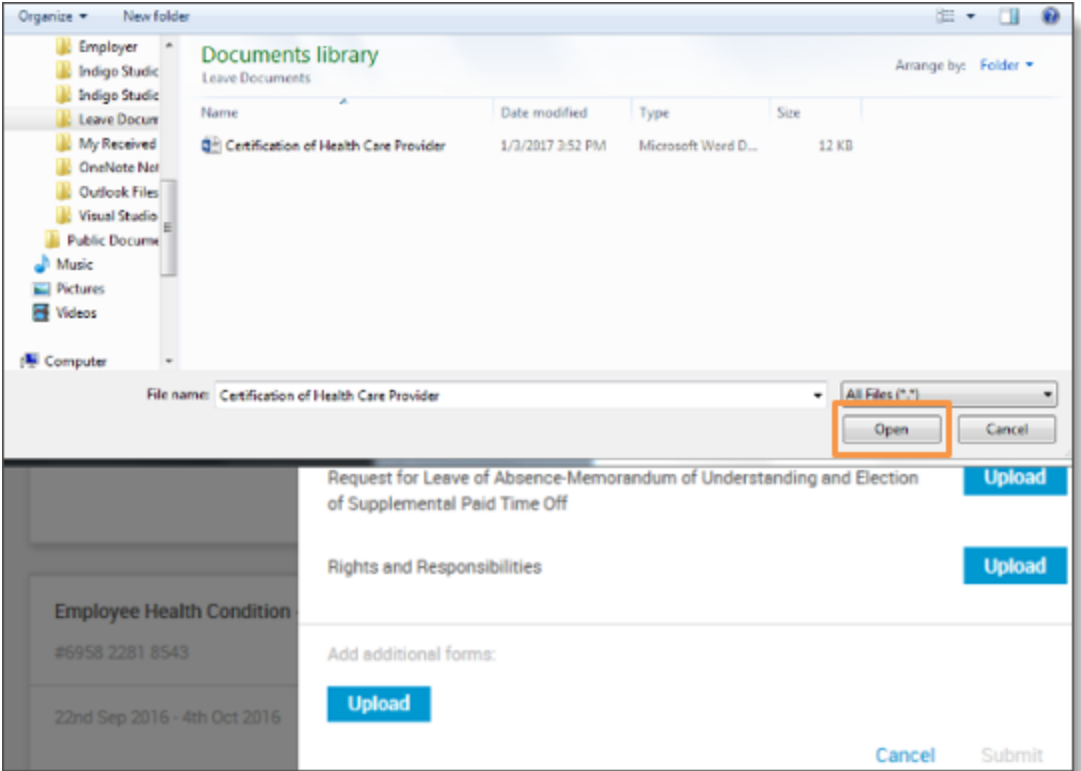 Organize New folder
Employer
Indigo Studic
Indigo Studic
Leave Docum
My Received
OneNote Not
Outlook Files
Visual Studio
Public Docume
Music
Pictures
Videos
Computer
Documents library
Leave Documents
Arrange by: Folder
Name Date modified Type Size
Certification of Health Care Provider 1/3/2017 3:52 PM Microsoft Word D... 12 KB
File name: Certification of Health Care Provider All Files (*.*)
Open Cancel
Request for Leave of Absence-Memorandum of Understanding and Election Upload
of Supplemental Paid Time Off
Rights and Responsibilities Upload
Employee Health Condition
#6958 2281 8543
22nd Sep 2016 - 4th Oct 2016
Add additional forms:
Upload
Cancel Submit